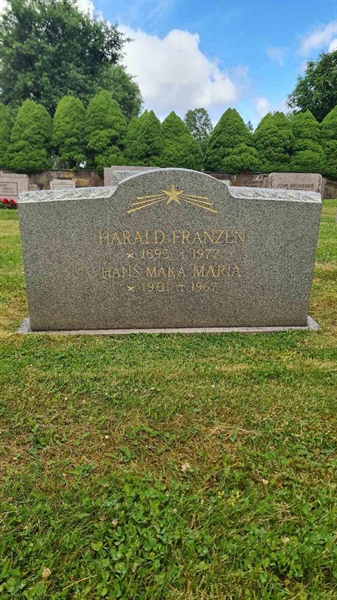 HARALD FRANZEN
* 1895 † 1977
HANS MAKA MARIA
* 1901 † 1967